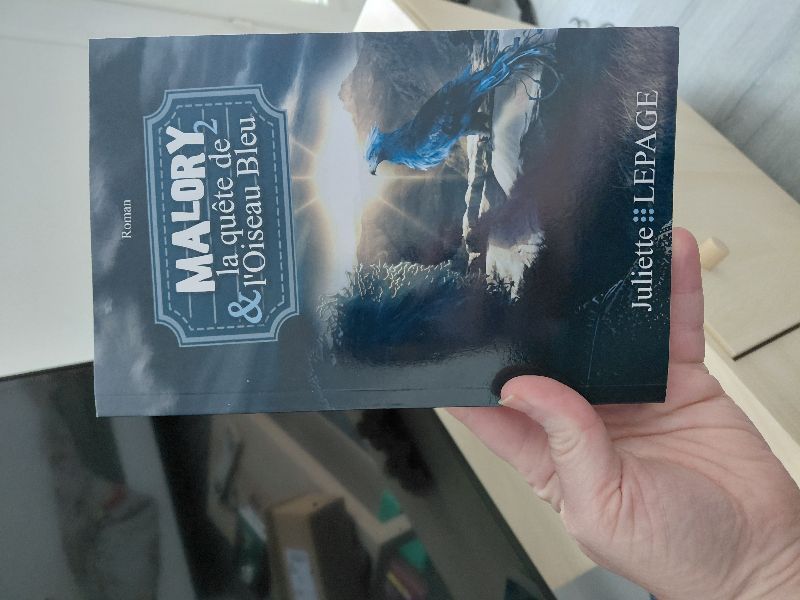 Roman
MALORY
2
& la quête de
l'Oiseau Bleu
Juliette LEPAGE